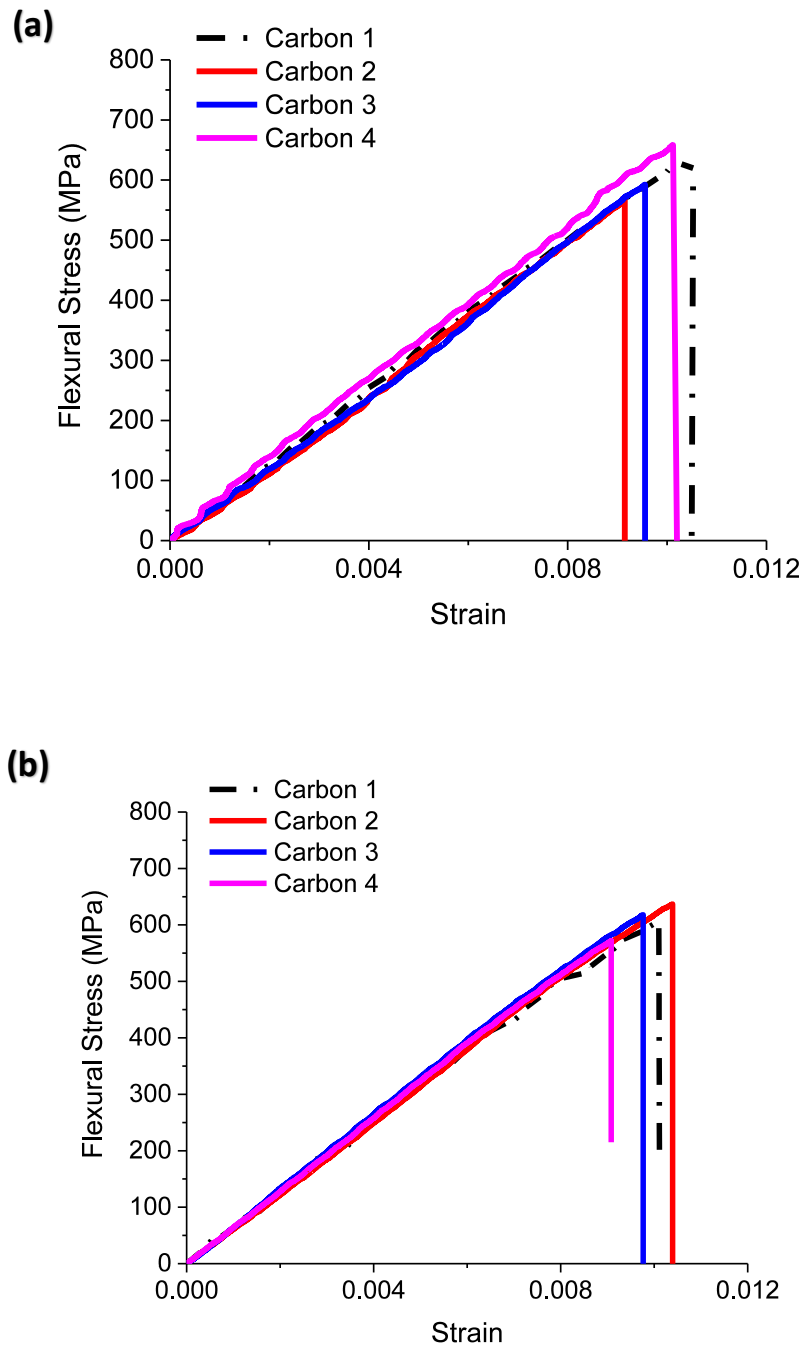 (a)
Carbon 1
Carbon 2
Carbon 3
Carbon 4
800
700
600
500
400
300
200
100
0
Flexural Stress (MPa)
0.000 0.004 0.008 0.012
Strain
(b)
Carbon 1
Carbon 2
Carbon 3
Carbon 4
800
700
600
500
400
300
200
100
0
Flexural Stress (MPa)
0.000 0.004 0.008 0.012
Strain